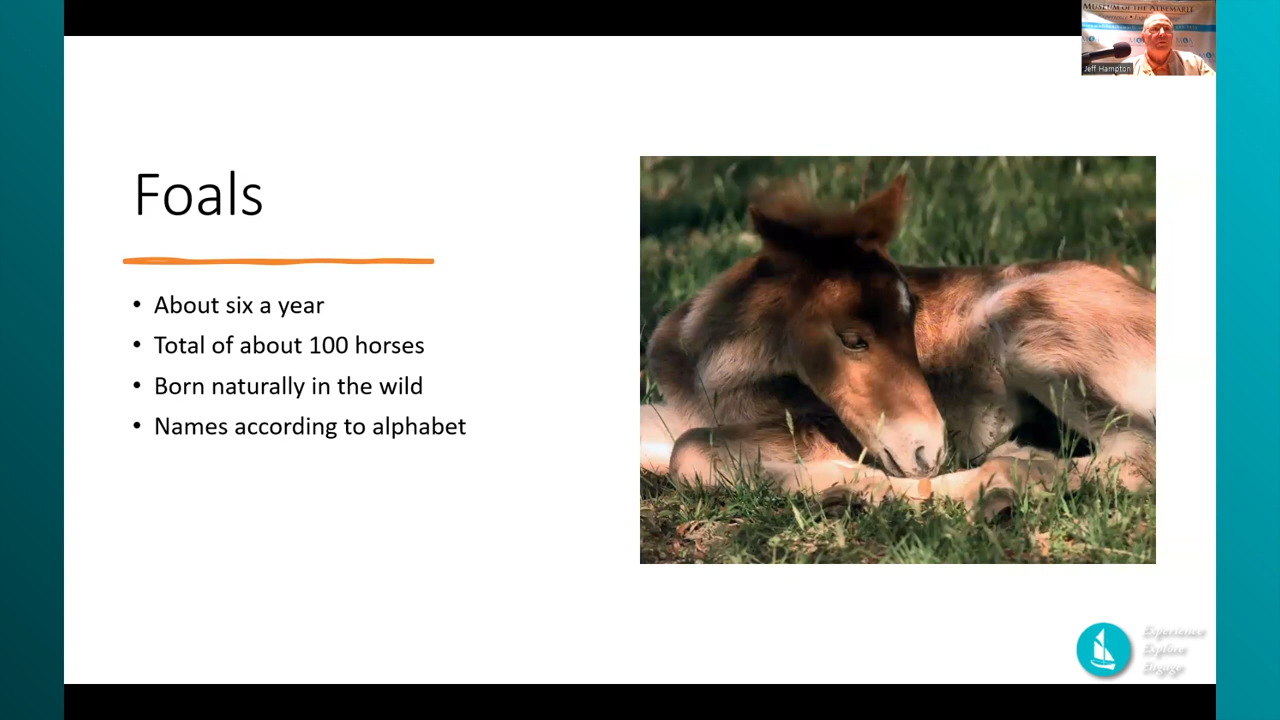 MUSEUM OF THE ALBEMARLE
Jeff Hampton
Foals
• About six a year
• Total of about 100 horses
• Born naturally in the wild
• Names according to alphabet
Experience
Explore
Engage